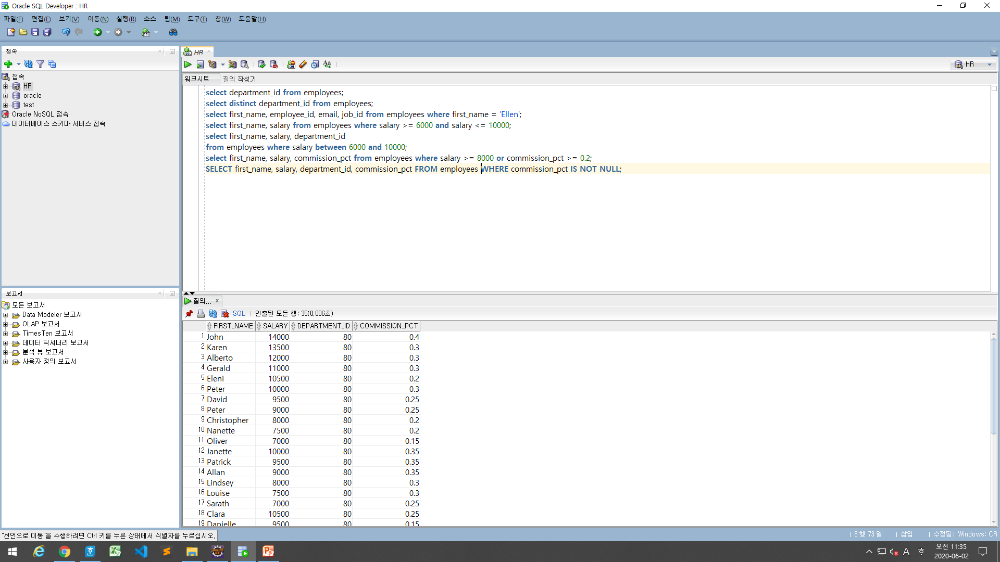 Oracle SQL Developer : HR
파일(F) 편집(E) 보기(V) 이동(N) 실행(R) 소스 팀(M) 도구(T) 창(W) 도움말(H)
접속
접속
HR
oracle
test
Oracle NoSQL 접속
데이터베이스 스키마 서비스 접속
보고서
모든 보고서
Data Modeler 보고서
OLAP 보고서
TimesTen 보고서
데이터 딕셔너리 보고서
분석 뷰 보고서
사용자 정의 보고서
HR
HR
워크시트 질의 작성기
select department_id from employees;
select distinct department_id from employees;
select first_name, employee_id, email, job_id from employees where first_name = 'Ellen';
select first_name, salary from employees where salary >= 6000 and salary <= 10000;
select first_name, salary, department_id
from employees where salary between 6000 and 10000;
select first_name, salary, commission_pct from employees where salary >= 8000 or commission_pct >= 0.2;
SELECT first_name, salary, department_id, commission_pct FROM employees WHERE commission_pct IS NOT NULL;
질의...
SQL 인출된 모든 행: 35(0.006초)
FIRST_NAME SALARY DEPARTMENT_ID COMMISSION_PCT
1 John 14000 80 0.4
2 Karen 13500 80 0.3
3 Alberto 12000 80 0.3
4 Gerald 11000 80 0.3
5 Eleni 10500 80 0.2
6 Peter 10000 80 0.3
7 David 9500 80 0.25
8 Peter 9000 80 0.25
9 Christopher 8000 80 0.2
10 Nanette 7500 80 0.2
11 Oliver 7000 80 0.15
12 Janette 10000 80 0.35
13 Patrick 9500 80 0.35
14 Allan 9000 80 0.35
15 Lindsey 8000 80 0.3
16 Louise 7500 80 0.3
17 Sarath 7000 80 0.25
18 Clara 10500 80 0.25
19 Danielle 9500 80 0.15
"선언으로 이동"을 수행하려면 Ctrl 키를 누른 상태에서 식별자를 누르십시오.
8 행 73 열 삽입 수정됨 Windows: CR
A ㅎ 오전 11:35
2020-06-02